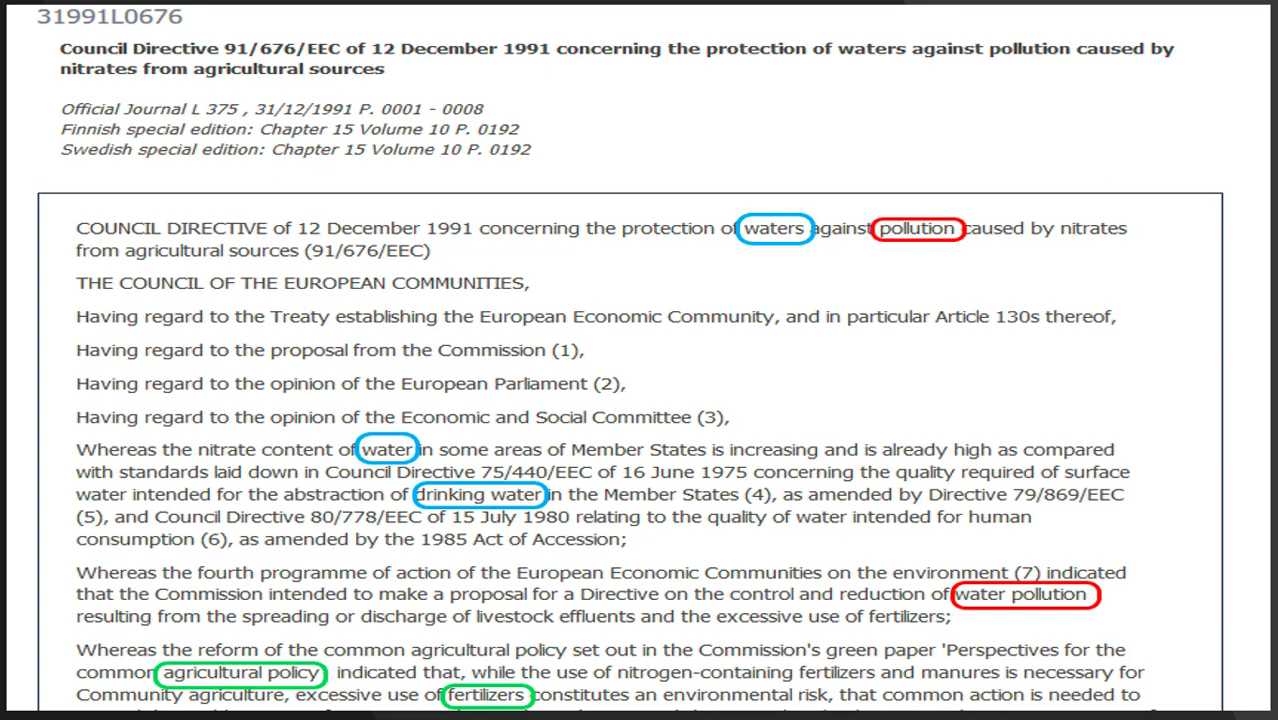 31991L0676
Council Directive 91/676/EEC of 12 December 1991 concerning the protection of waters against pollution caused by
nitrates from agricultural sources
Official Journal L 375 , 31/12/1991 P. 0001 - 0008
Finnish special edition: Chapter 15 Volume 10 P. 0192
Swedish special edition: Chapter 15 Volume 10 P. 0192
COUNCIL DIRECTIVE of 12 December 1991 concerning the protection of waters against pollution caused by nitrates
from agricultural sources (91/676/EEC)
THE COUNCIL OF THE EUROPEAN COMMUNITIES,
Having regard to the Treaty establishing the European Economic Community, and in particular Article 130s thereof,
Having regard to the proposal from the Commission (1),
Having regard to the opinion of the European Parliament (2),
Having regard to the opinion of the Economic and Social Committee (3),
Whereas the nitrate content of water in some areas of Member States is increasing and is already high as compared
with standards laid down in Council Directive 75/440/EEC of 16 June 1975 concerning the quality required of surface
water intended for the abstraction of drinking water in the Member States (4), as amended by Directive 79/869/EEC
(5), and Council Directive 80/778/EEC of 15 July 1980 relating to the quality of water intended for human
consumption (6), as amended by the 1985 Act of Accession;
Whereas the fourth programme of action of the European Economic Communities on the environment (7) indicated
that the Commission intended to make a proposal for a Directive on the control and reduction of water pollution
resulting from the spreading or discharge of livestock effluents and the excessive use of fertilizers;
Whereas the reform of the common agricultural policy set out in the Commission's green paper 'Perspectives for the
common agricultural policy indicated that, while the use of nitrogen-containing fertilizers and manures is necessary for
Community agriculture, excessive use of fertilizers constitutes an environmental risk, that common action is needed to